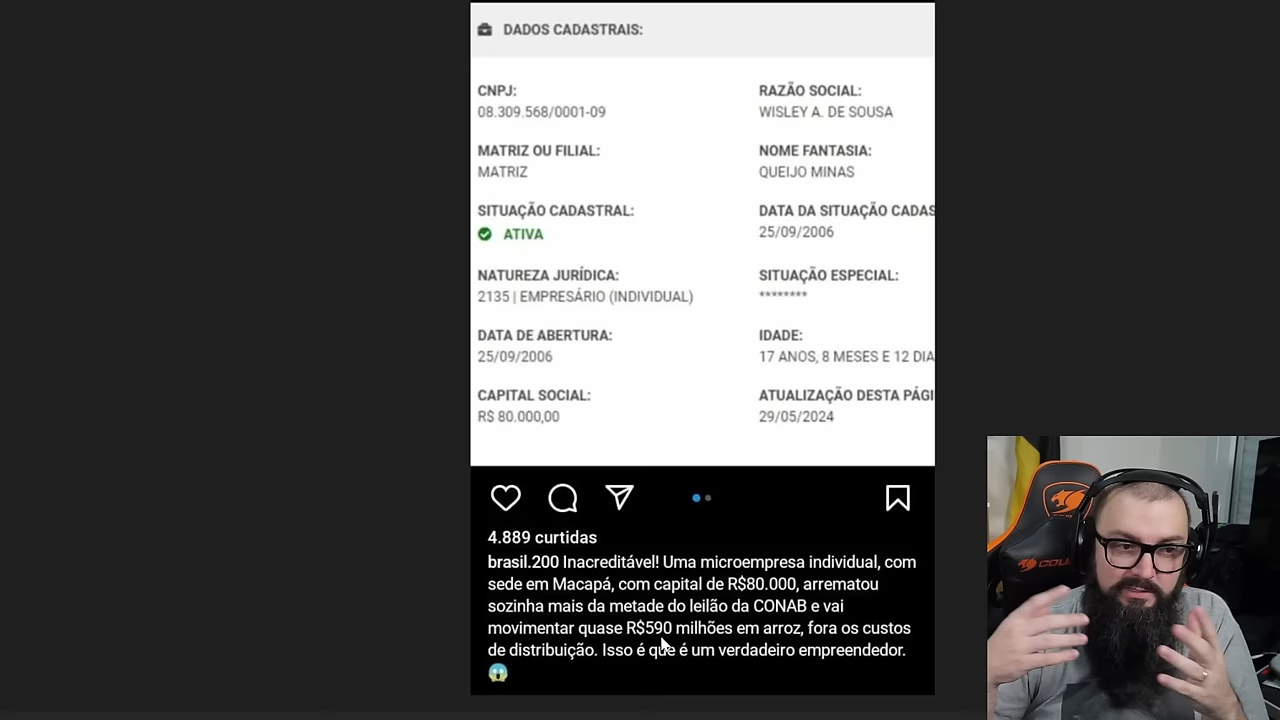 DADOS CADASTRAIS:
CNPJ:
08.309.568/0001-09
RAZÃO SOCIAL:
WISLEY A. DE SOUSA
MATRIZ OU FILIAL:
MATRIZ
NOME FANTASIA:
QUEIJO MINAS
SITUAÇÃO CADASTRAL:
ATIVA
DATA DA SITUAÇÃO CADAS
25/09/2006
NATUREZA JURÍDICA:
2135 | EMPRESÁRIO (INDIVIDUAL)
SITUAÇÃO ESPECIAL:
********
DATA DE ABERTURA:
25/09/2006
IDADE:
17 ANOS, 8 MESES E 12 DIA
CAPITAL SOCIAL:
R$ 80.000,00
ATUALIZAÇÃO DESTA PÁGI
29/05/2024
4.889 curtidas
brasil.200 Inacreditável! Uma microempresa individual, com
sede em Macapá, com capital de R$80.000, arrematou
sozinha mais da metade do leilão da CONAB e vai
movimentar quase R$590 milhões em arroz, fora os custos
de distribuição. Isso é que é um verdadeiro empreendedor.
😱